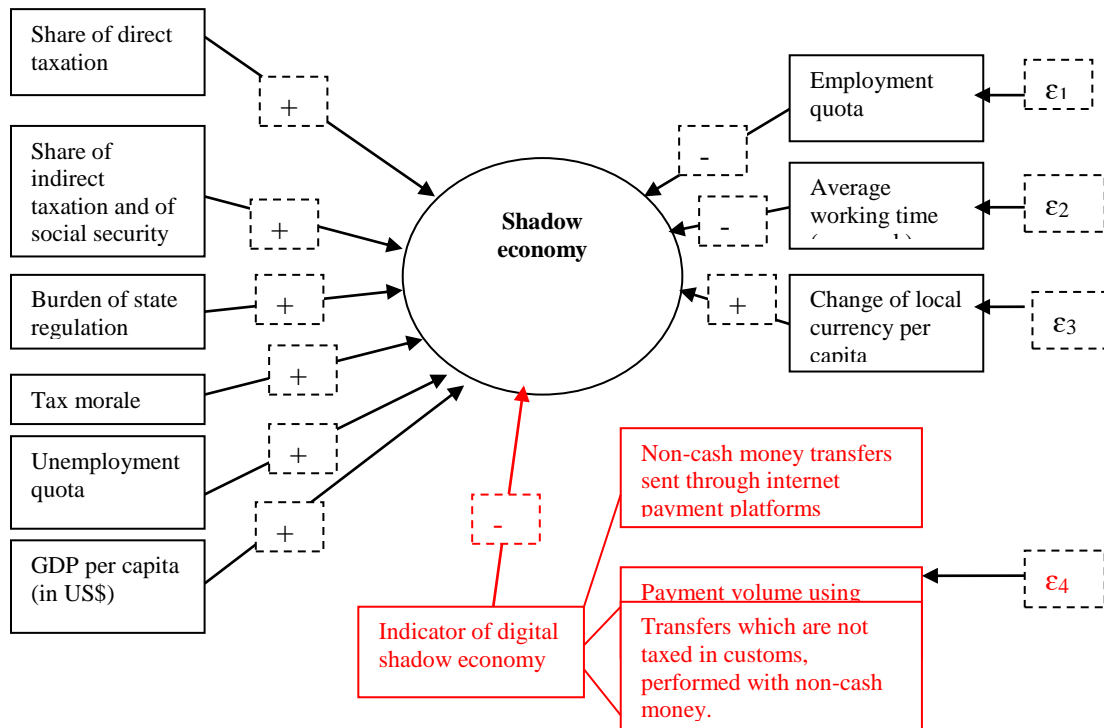 Share of direct
taxation
+
Share of
indirect
taxation and of
social security
+
Burden of state
regulation
+
Tax morale
+
Unemployment
quota
+
GDP per capita
(in US$)
+
Shadow
economy
Employment
quota
-
ε1
Average
working time
-
ε2
Change of local
currency per
capita
+
ε3
-
Indicator of digital
shadow economy
Non-cash money transfers
sent through internet
payment platforms
Payment volume using
ε4
Transfers which are not
taxed in customs,
performed with non-cash
money.